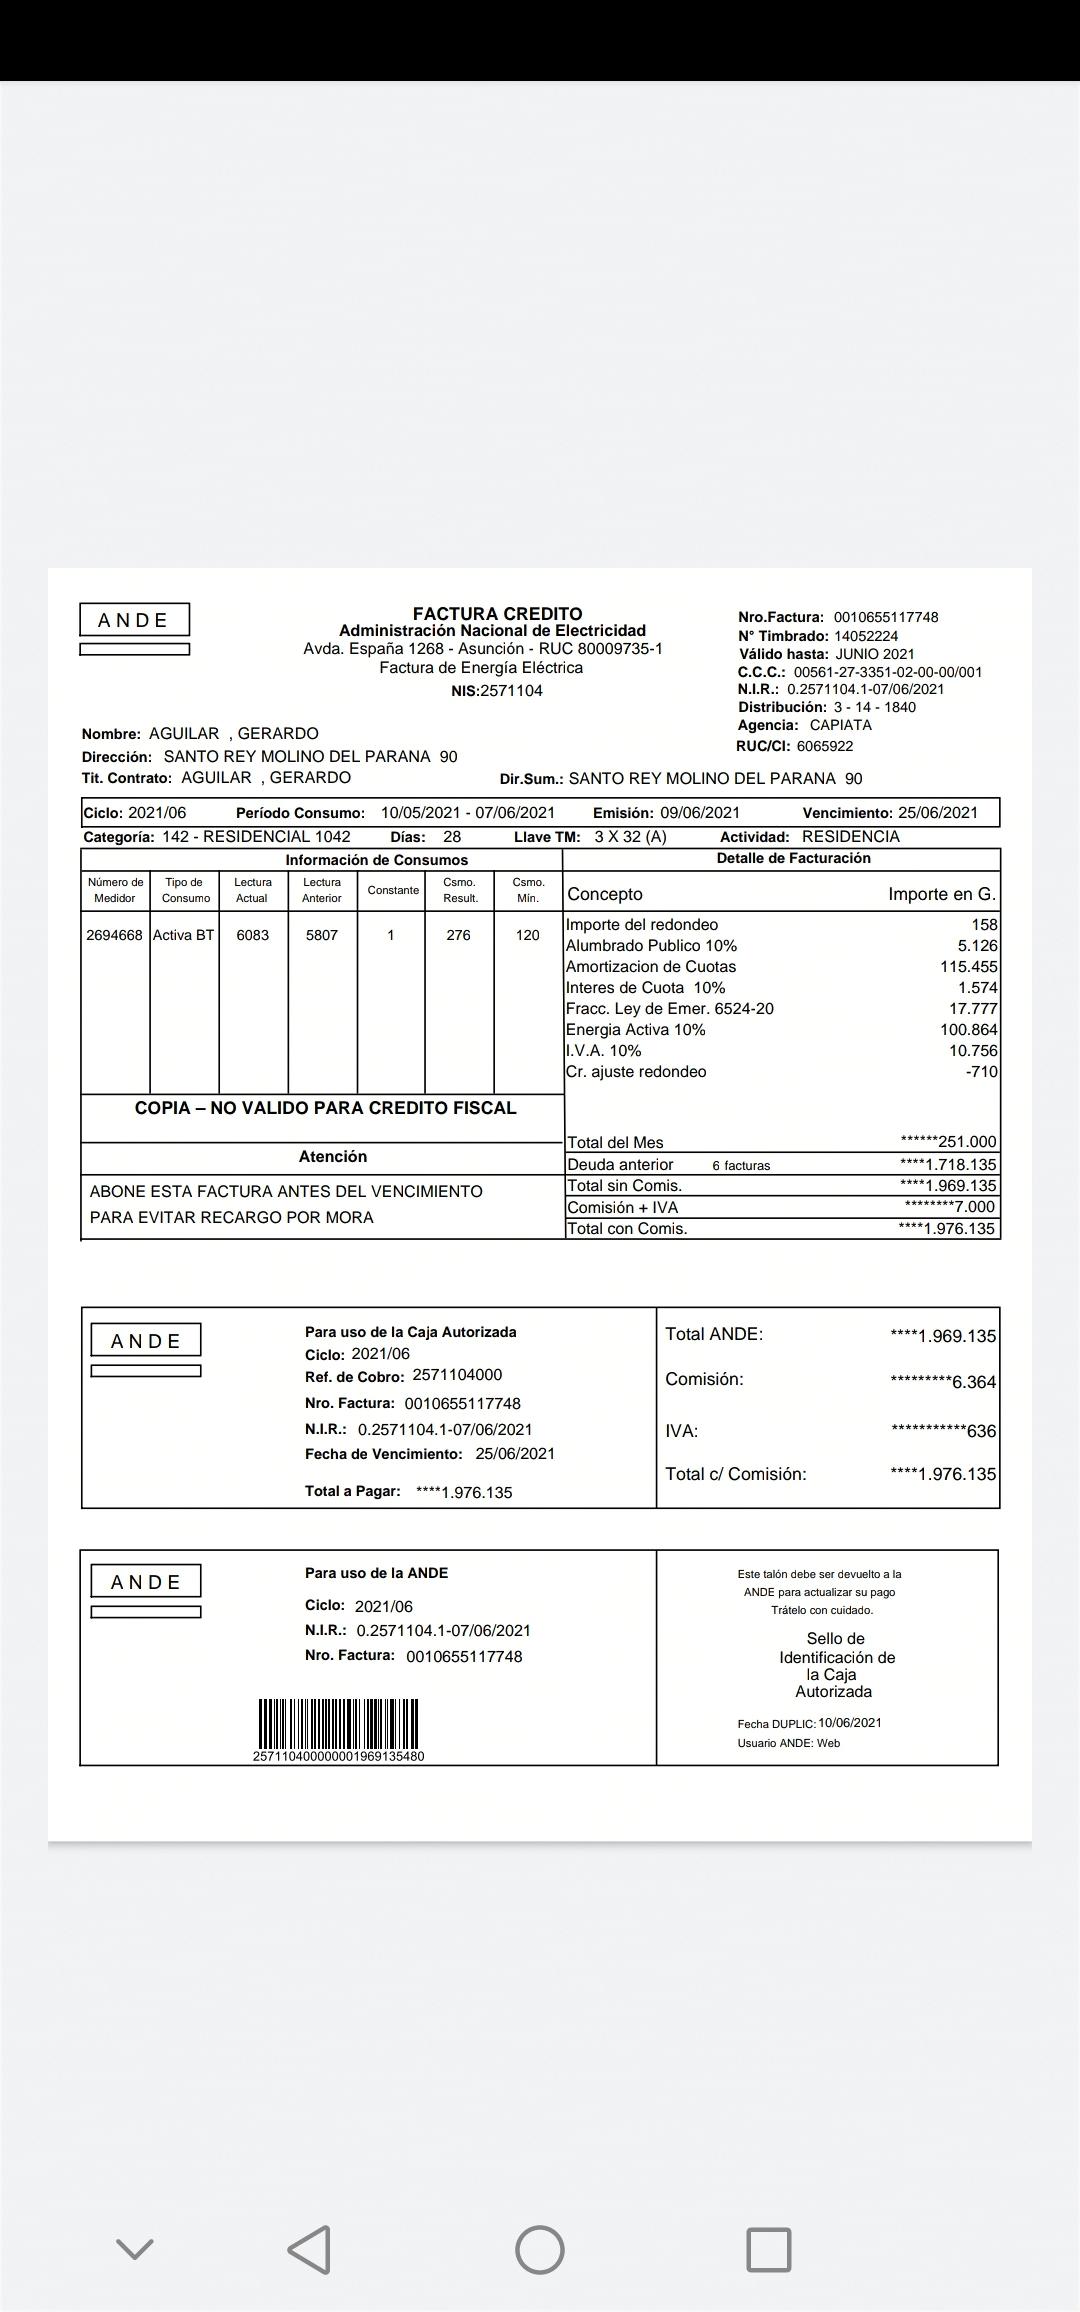 ANDE
FACTURA CREDITO
Administración Nacional de Electricidad
Avda. España 1268 - Asunción - RUC 80009735-1
Factura de Energía Eléctrica
NIS:2571104
Nro.Factura: 0010655117748
N° Timbrado: 14052224
Válido hasta: JUNIO 2021
C.C.C.: 00561-27-3351-02-00-00/001
N.I.R.: 0.2571104.1-07/06/2021
Distribución: 3 - 14 - 1840
Agencia: CAPIATA
RUC/CI: 6065922
Nombre: AGUILAR , GERARDO
Dirección: SANTO REY MOLINO DEL PARANA 90
Tit. Contrato: AGUILAR , GERARDO Dir.Sum.: SANTO REY MOLINO DEL PARANA 90
Ciclo: 2021/06 Período Consumo: 10/05/2021 - 07/06/2021 Emisión: 09/06/2021 Vencimiento: 25/06/2021
Categoría: 142 - RESIDENCIAL 1042 Días: 28 Llave TM: 3 X 32 (A) Actividad: RESIDENCIA
Información de Consumos
Número de Medidor Tipo de Consumo Lectura Actual Lectura Anterior Constante Csmo. Result. Csmo. Mín.
2694668 Activa BT 6083 5807 1 276 120
COPIA – NO VALIDO PARA CREDITO FISCAL
Atención
ABONE ESTA FACTURA ANTES DEL VENCIMIENTO
PARA EVITAR RECARGO POR MORA
Detalle de Facturación
Concepto Importe en G.
Importe del redondeo 158
Alumbrado Publico 10% 5.126
Amortizacion de Cuotas 115.455
Interes de Cuota 10% 1.574
Fracc. Ley de Emer. 6524-20 17.777
Energia Activa 10% 100.864
I.V.A. 10% 10.756
Cr. ajuste redondeo -710
Total del Mes ******251.000
Deuda anterior 6 facturas ****1.718.135
Total sin Comis. ****1.969.135
Comisión + IVA ********7.000
Total con Comis. ****1.976.135
ANDE
Para uso de la Caja Autorizada
Ciclo: 2021/06
Ref. de Cobro: 2571104000
Nro. Factura: 0010655117748
N.I.R.: 0.2571104.1-07/06/2021
Fecha de Vencimiento: 25/06/2021
Total a Pagar: ****1.976.135
Total ANDE: ****1.969.135
Comisión: *********6.364
IVA: ***********636
Total c/ Comisión: ****1.976.135
ANDE
Para uso de la ANDE
Ciclo: 2021/06
N.I.R.: 0.2571104.1-07/06/2021
Nro. Factura: 0010655117748
25711040000001969135480
Este talón debe ser devuelto a la
ANDE para actualizar su pago
Trátelo con cuidado.
Sello de
Identificación de
la Caja
Autorizada
Fecha DUPLIC: 10/06/2021
Usuario ANDE: Web